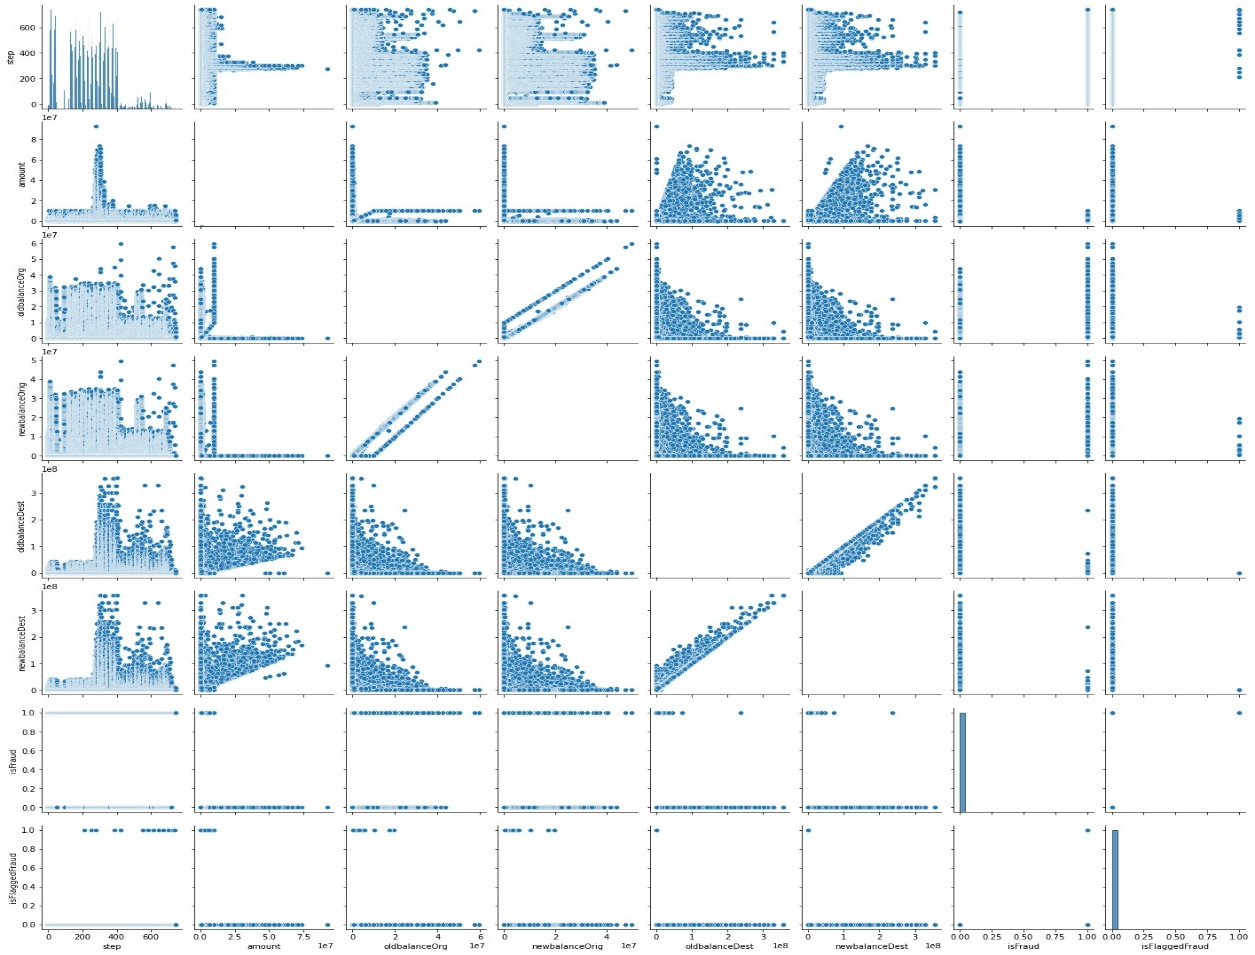 step
600
400
200
0
1e7
amount
8
6
4
2
0
1e7
oldbalanceOrg
6
5
4
3
2
1
0
1e7
newbalanceOrig
5
4
3
2
1
0
1e8
oldbalanceDest
3
2
1
0
1e8
newbalanceDest
3
2
1
0
isFraud
1.0
0.8
0.6
0.4
0.2
0.0
isFlaggedFraud
1.0
0.8
0.6
0.4
0.2
0.0
0 200 400 600 0.0 2.5 5.0 7.5 0 2 4 6 0 2 4 0 1 2 3 0 1 2 3 0.00 0.25 0.50 0.75 1.00 0.00 0.25 0.50 0.75 1.00
step amount 1e7 oldbalanceOrg 1e7 newbalanceOrig 1e7 oldbalanceDest 1e8 newbalanceDest 1e8 isFraud isFlaggedFraud